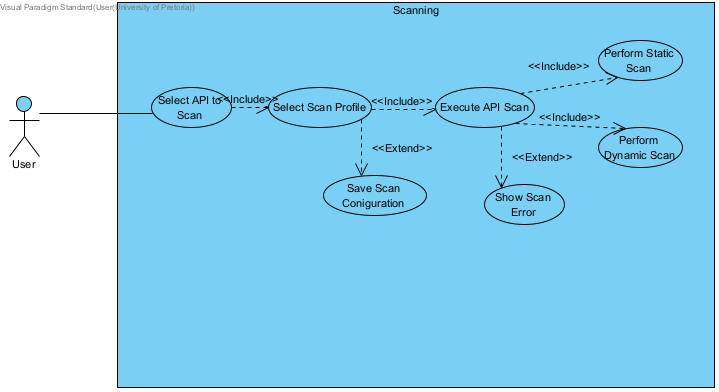 Visual Paradigm Standard(User(University of Pretoria))
Scanning
Select API to
Scan
<<Include>>
Select Scan Profile
<<Include>>
Execute API Scan
<<Include>>
Perform Static
Scan
<<Include>>
Perform
Dynamic Scan
<<Extend>>
Save Scan
Coniguration
<<Extend>>
Show Scan
Error
User